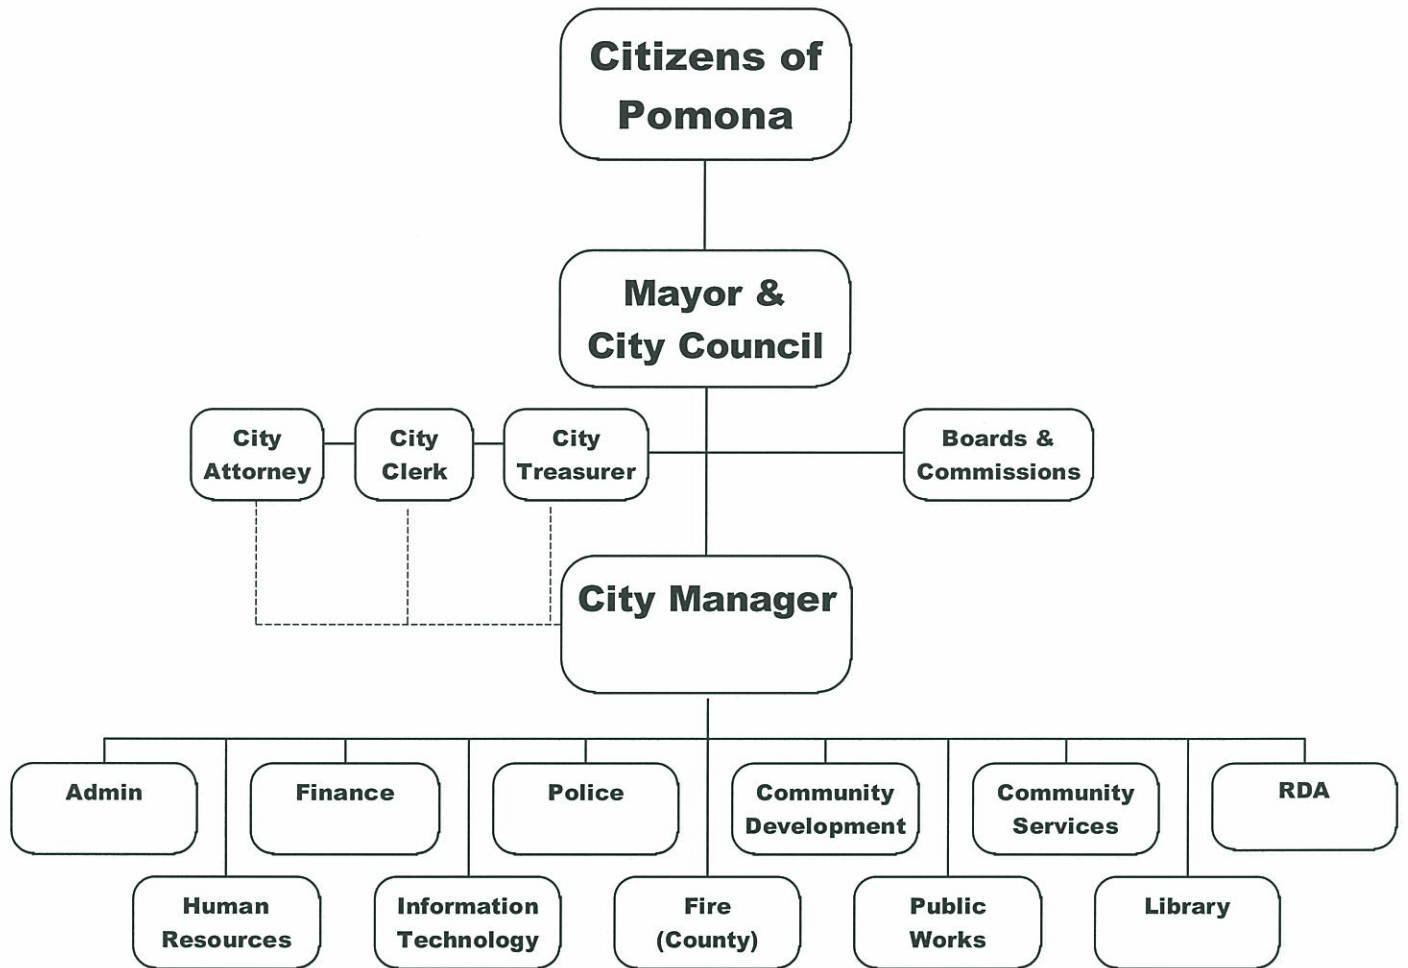 Citizens of
Pomona
Mayor &
City Council
City
Attorney
City
Clerk
City
Treasurer
Boards &
Commissions
City Manager
Admin
Finance
Police
Community
Development
Community
Services
RDA
Human
Resources
Information
Technology
Fire
(County)
Public
Works
Library